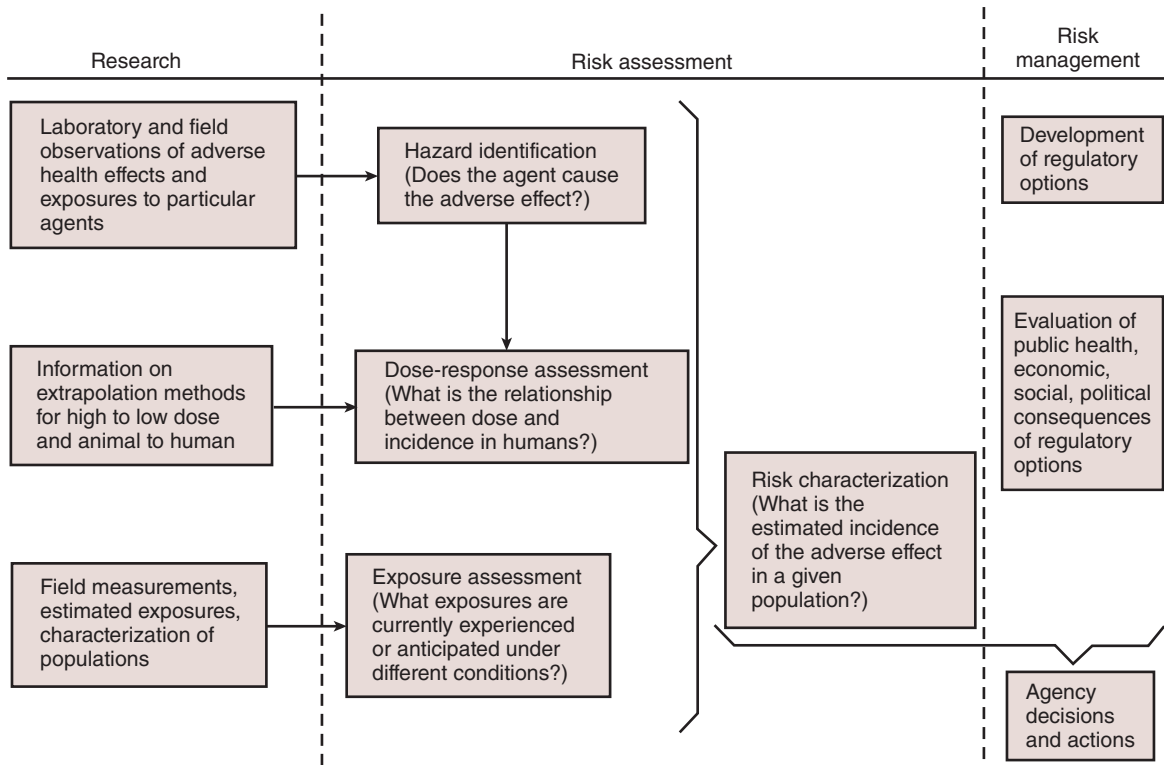 Research
Risk assessment
Risk
management
Laboratory and field
observations of adverse
health effects and
exposures to particular
agents
Hazard identification
(Does the agent cause
the adverse effect?)
Development
of regulatory
options
Information on
extrapolation methods
for high to low dose
and animal to human
Dose-response assessment
(What is the relationship
between dose and
incidence in humans?)
Evaluation of
public health,
economic,
social, political
consequences
of regulatory
options
Field measurements,
estimated exposures,
characterization of
populations
Exposure assessment
(What exposures are
currently experienced
or anticipated under
different conditions?)
Risk characterization
(What is the
estimated incidence
of the adverse effect
in a given
population?)
Agency
decisions
and actions